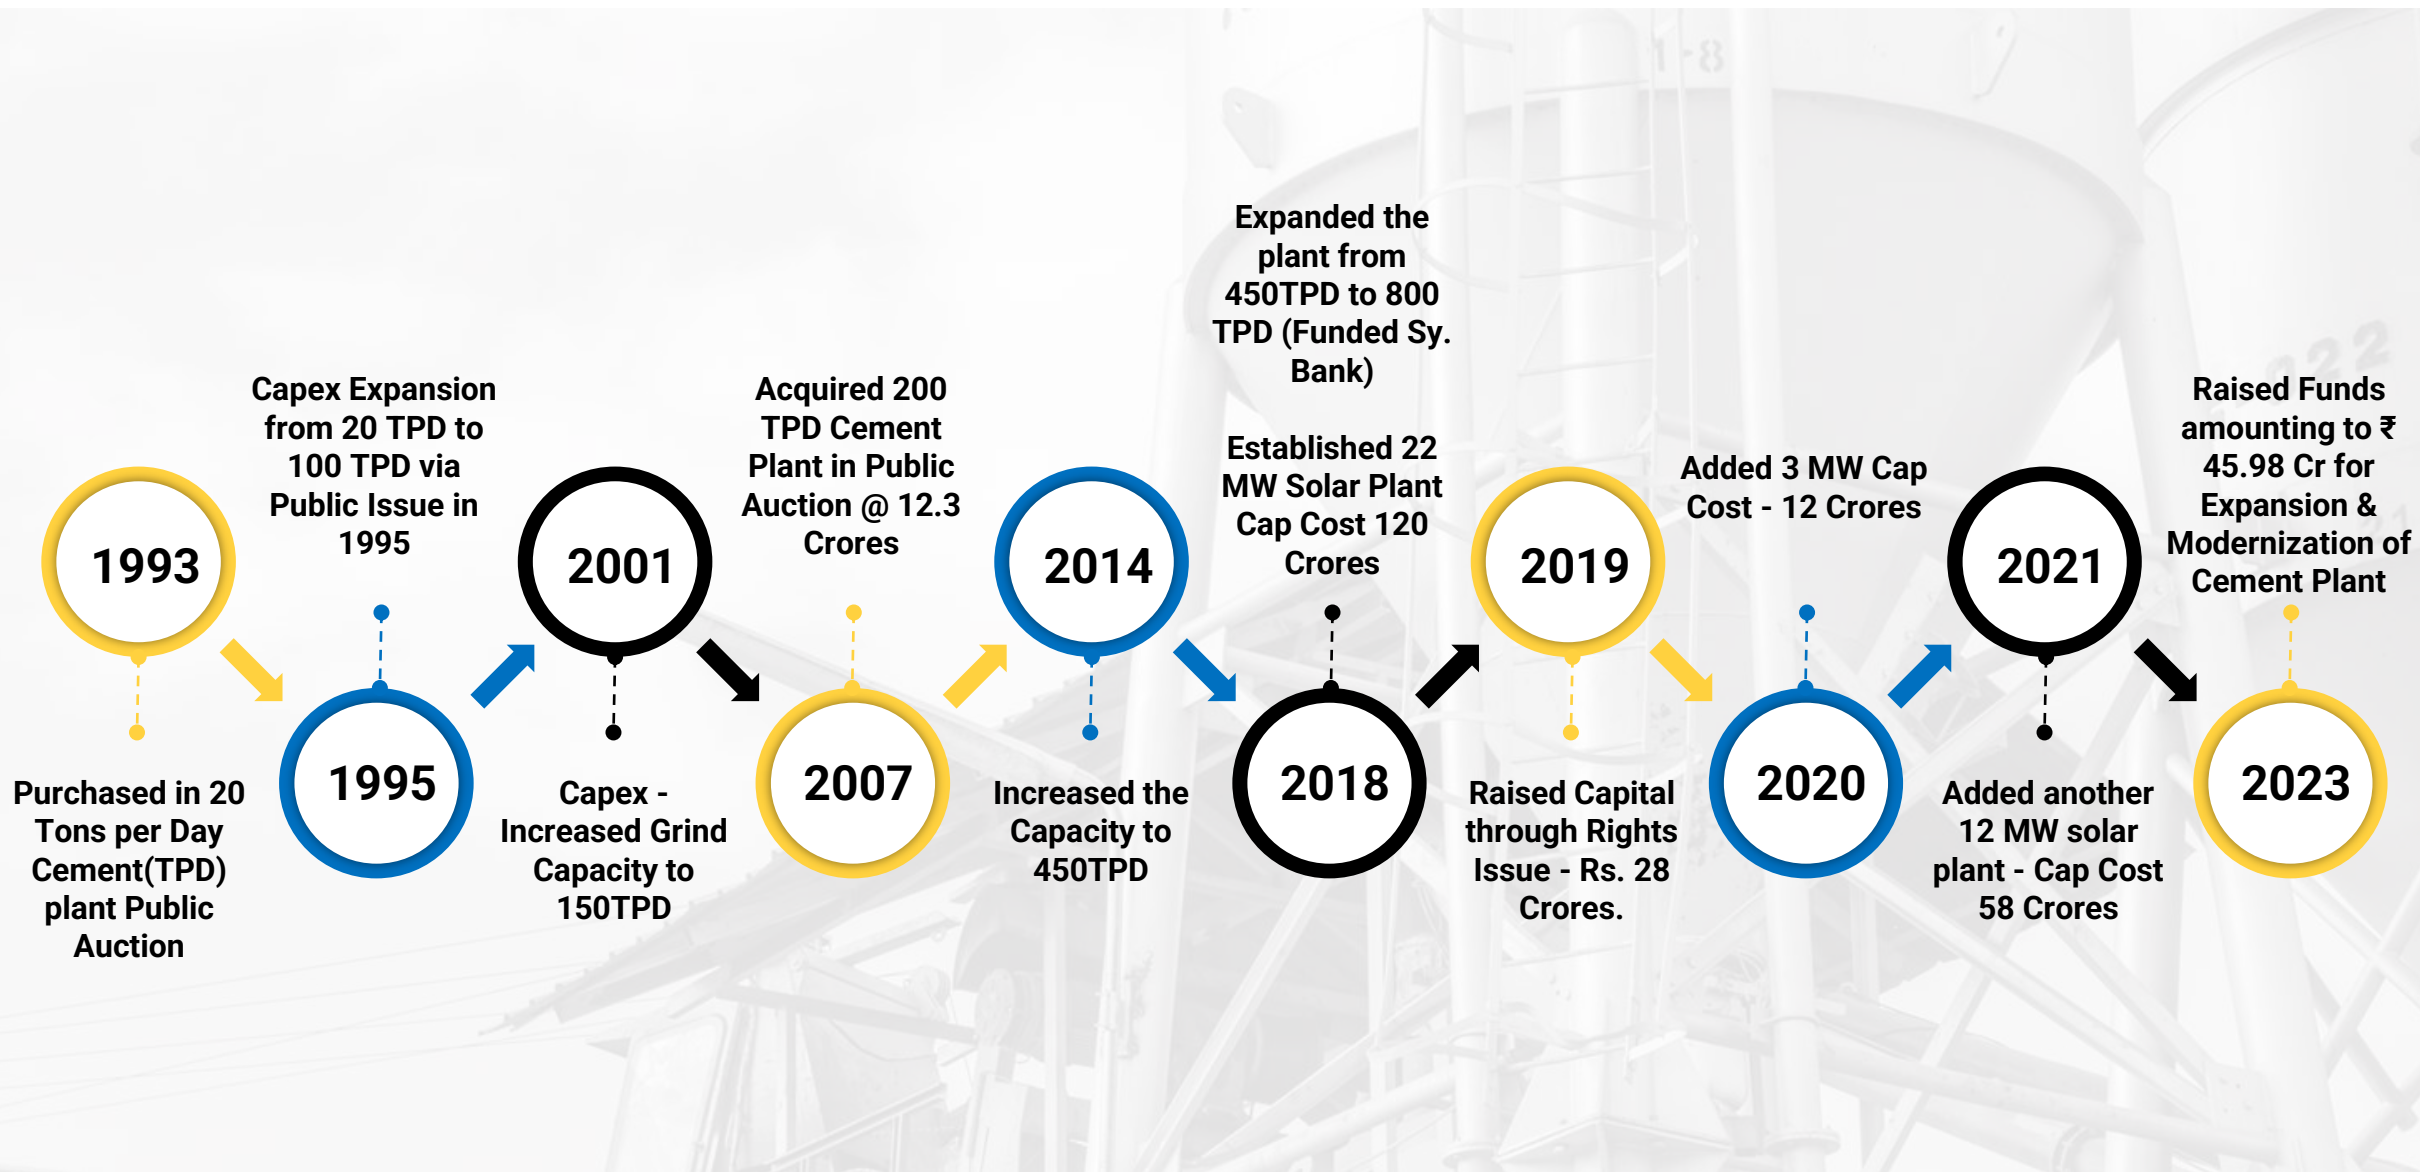 1993
Purchased in 20
Tons per Day
Cement(TPD)
plant Public
Auction
Capex Expansion
from 20 TPD to
100 TPD via
Public Issue in
1995
1995
2001
Capex -
Increased Grind
Capacity to
150TPD
Acquired 200
TPD Cement
Plant in Public
Auction @ 12.3
Crores
2007
2014
Increased the
Capacity to
450TPD
Expanded the
plant from
450TPD to 800
TPD (Funded Sy.
Bank)
Established 22
MW Solar Plant
Cap Cost 120
Crores
2018
2019
Raised Capital
through Rights
Issue - Rs. 28
Crores.
Added 3 MW Cap
Cost - 12 Crores
2020
2021
Added another
12 MW solar
plant - Cap Cost
58 Crores
Raised Funds
amounting to ₹
45.98 Cr for
Expansion &
Modernization of
Cement Plant
2023
1-8